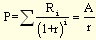 P=∑ Rᵢ/(1+r)ⁱ = A/r